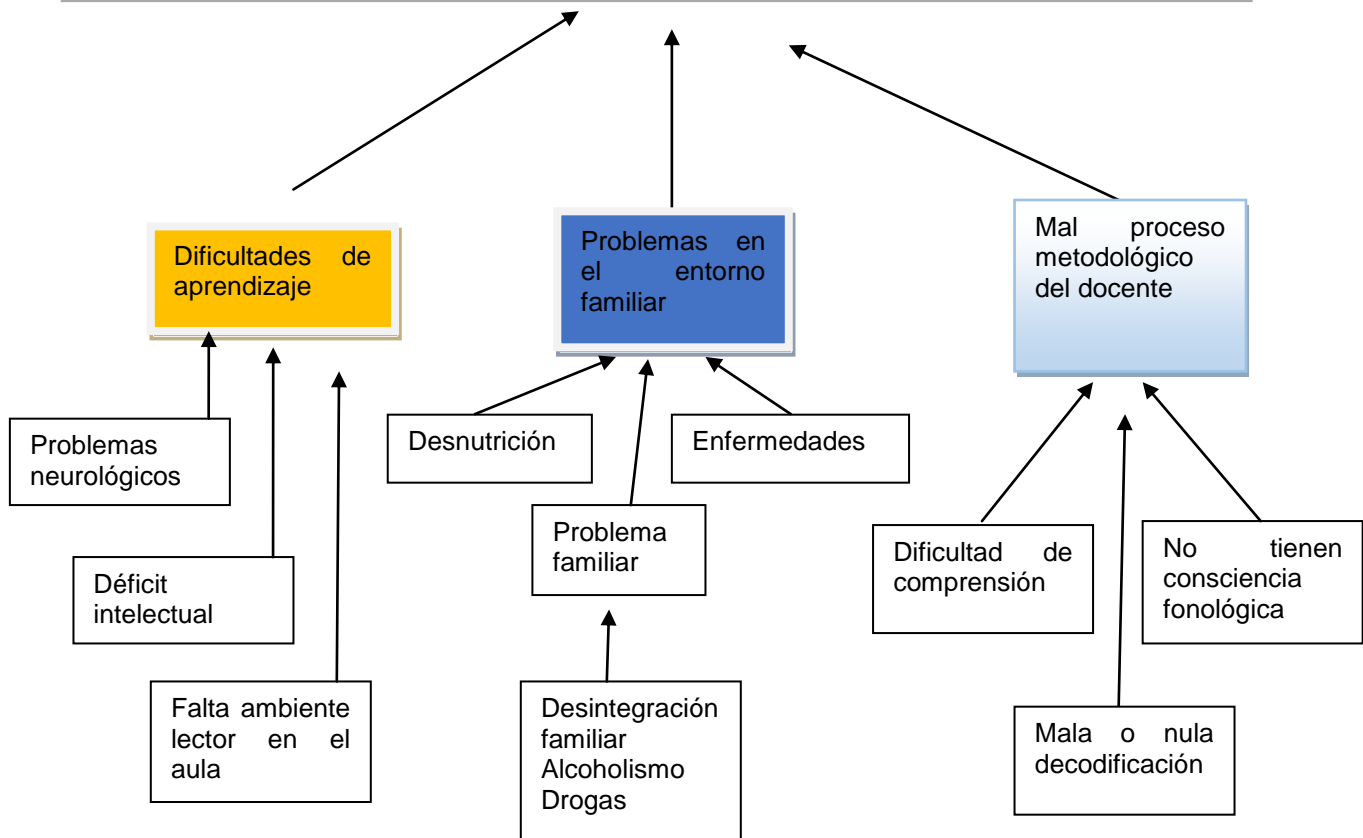 Dificultades de
aprendizaje
Problemas en
el entorno
familiar
Mal proceso
metodológico
del docente
Problemas
neurológicos
Desnutrición
Enfermedades
Problema
familiar
Dificultad de
comprensión
No tienen
consciencia
fonológica
Déficit
intelectual
Falta ambiente
lector en el
aula
Desintegración
familiar
Alcoholismo
Drogas
Mala o nula
decodificación